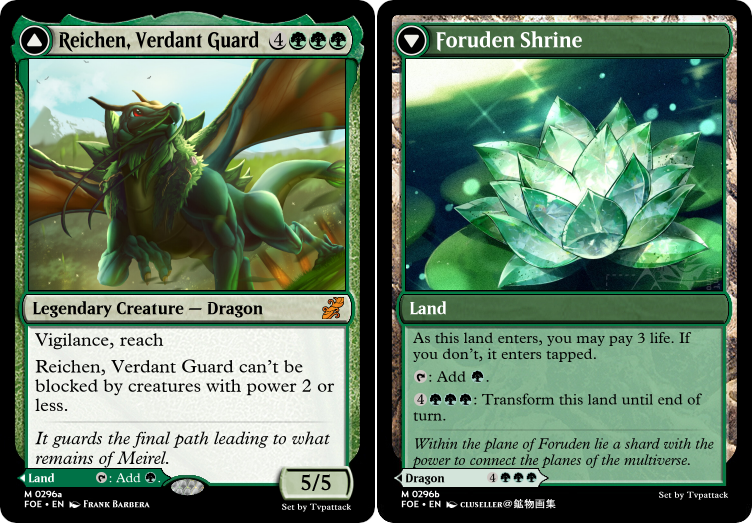 Reichen, Verdant Guard 4
Legendary Creature — Dragon
Vigilance, reach
Reichen, Verdant Guard can't be
blocked by creatures with power 2 or
less.
It guards the final path leading to what
remains of Meirel.
Land : Add .
5/5
M 0296a
FOE • EN Frank Barbera
Set by Tvpattack
Foruden Shrine
Land
As this land enters, you may pay 3 life. If
you don't, it enters tapped.
: Add .
4 : Transform this land until end of
turn.
Within the plane of Foruden lie a shard with the
power to connect the planes of the multiverse.
Dragon 4
M 0296b
FOE • EN cluseller@鉱物画集
Set by Tvpattack